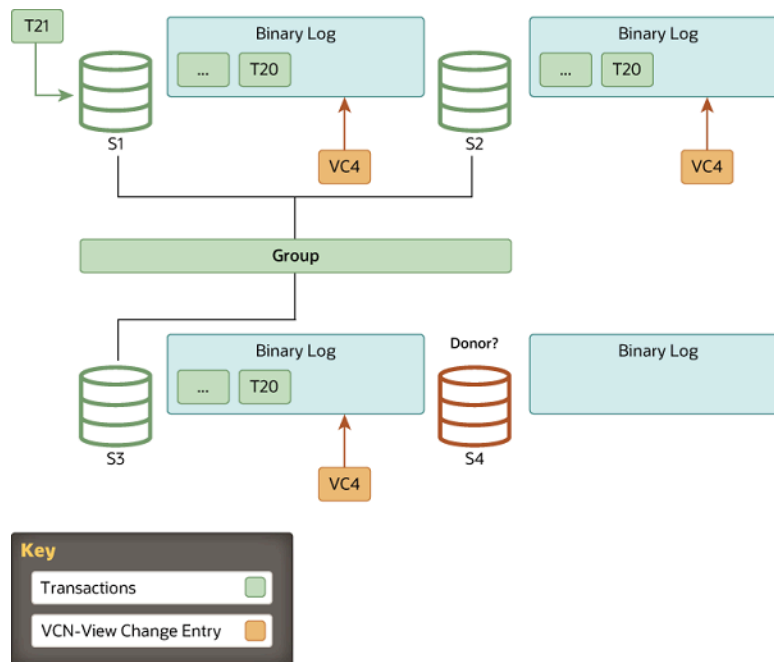 T21
Binary Log
... T20
S1
VC4
Binary Log
... T20
S2
VC4
Group
Binary Log
... T20
S3
VC4
Donor?
S4
Binary Log
Key
Transactions
VCN-View Change Entry